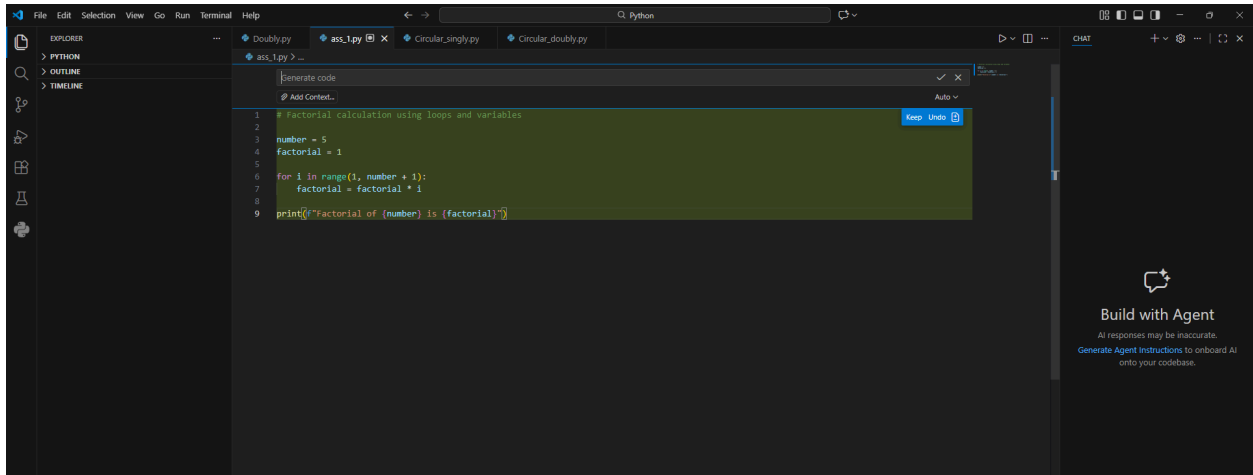 File Edit Selection View Go Run Terminal Help
Python
EXPLORER
PYTHON
OUTLINE
TIMELINE
Doubly.py
ass_1.py
Circular_singly.py
Circular_doubly.py
ass_1.py > ...
Generate code
Add Context...
Auto
Keep Undo
1 # Factorial calculation using loops and variables
2
3 number = 5
4 factorial = 1
5
6 for i in range(1, number + 1):
7     factorial = factorial * i
8
9 print(f"Factorial of {number} is {factorial}")
CHAT
Build with Agent
AI responses may be inaccurate.
Generate Agent Instructions to onboard AI
onto your codebase.